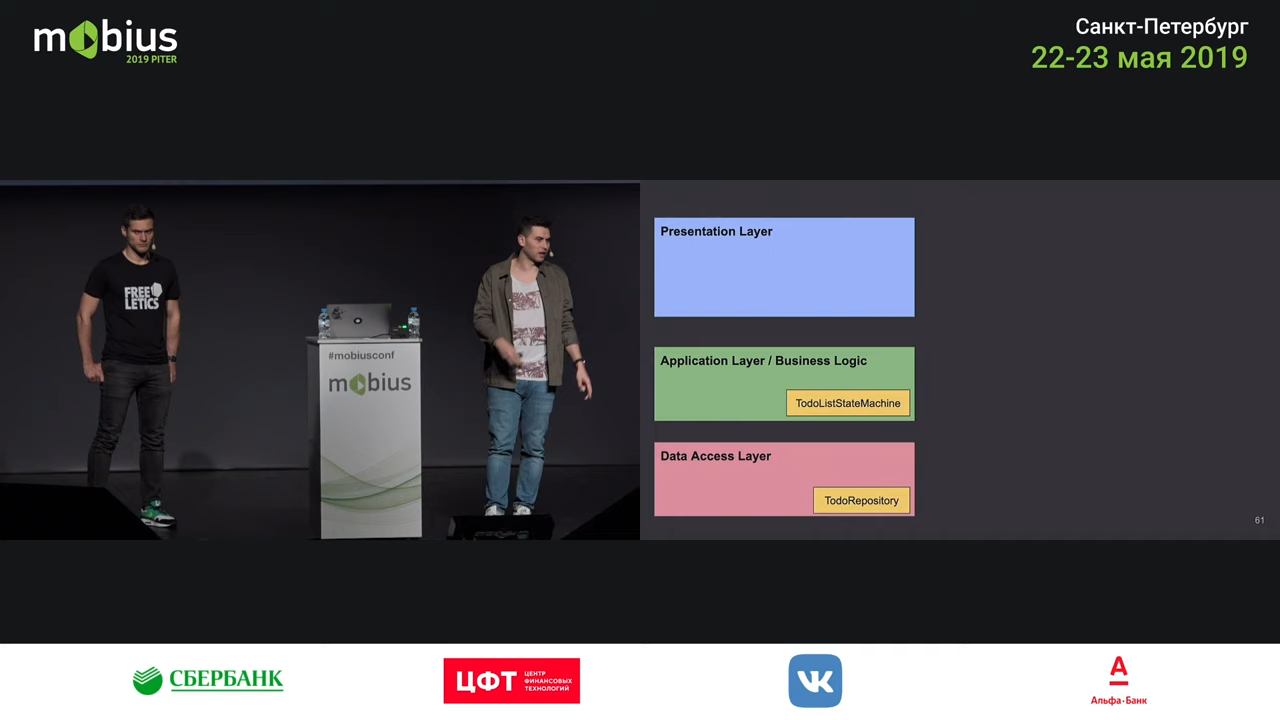 mobius
2019 PITER
Санкт-Петербург
22-23 мая 2019
FREE
LETICS
#mobiusconf
mobius
Presentation Layer
Application Layer / Business Logic
TodoListStateMachine
Data Access Layer
TodoRepository
61
СБЕРБАНК
ЦФТ
ЦЕНТР
ФИНАНСОВЫХ
ТЕХНОЛОГИЙ
VK
А
Альфа·Банк